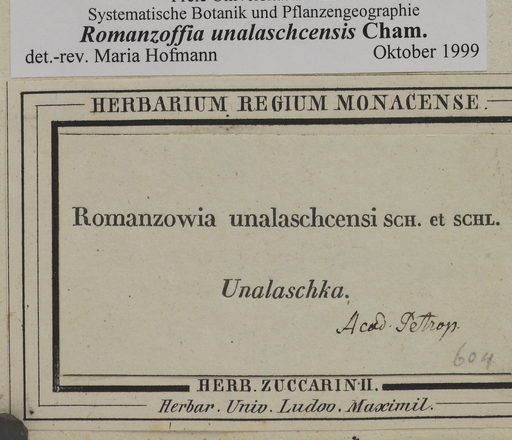 Systematische Botanik und Pflanzengeographie
Romanzoffia unalaschcensis Cham.
det.-rev. Maria Hofmann Oktober 1999
HERBARIUM REGIUM MONACENSE.
Romanzowia unalaschcensi SCH. et SCHL.
Unalaschka.
Acad. Petrop.
604
HERB. ZUCCARINII.
Herbar. Univ. Ludov. Maximil.